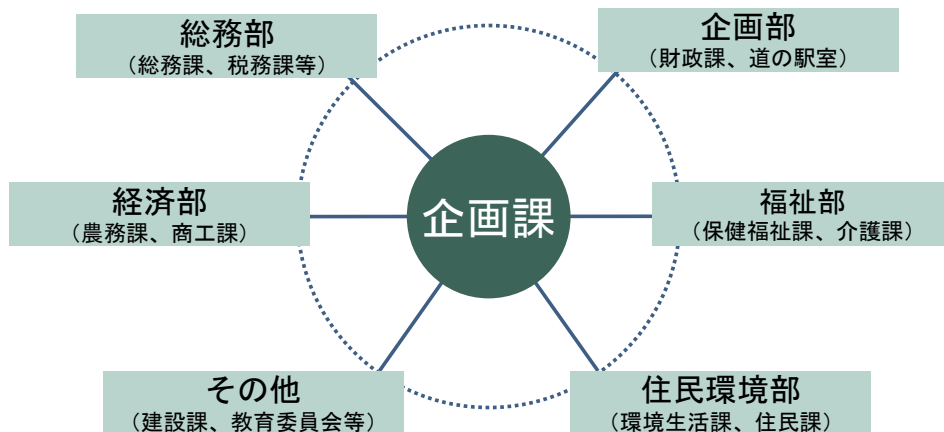 総務部
（総務課、税務課等）
企画部
（財政課、道の駅室）
経済部
（農務課、商工課）
企画課
福祉部
（保健福祉課、介護課）
その他
（建設課、教育委員会等）
住民環境部
（環境生活課、住民課）